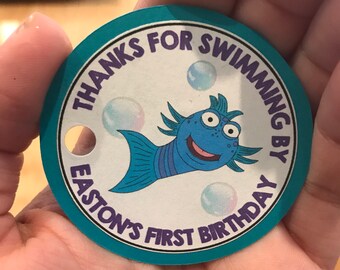 THANKS FOR SWIMMING BY
EASTON'S FIRST BIRTHDAY